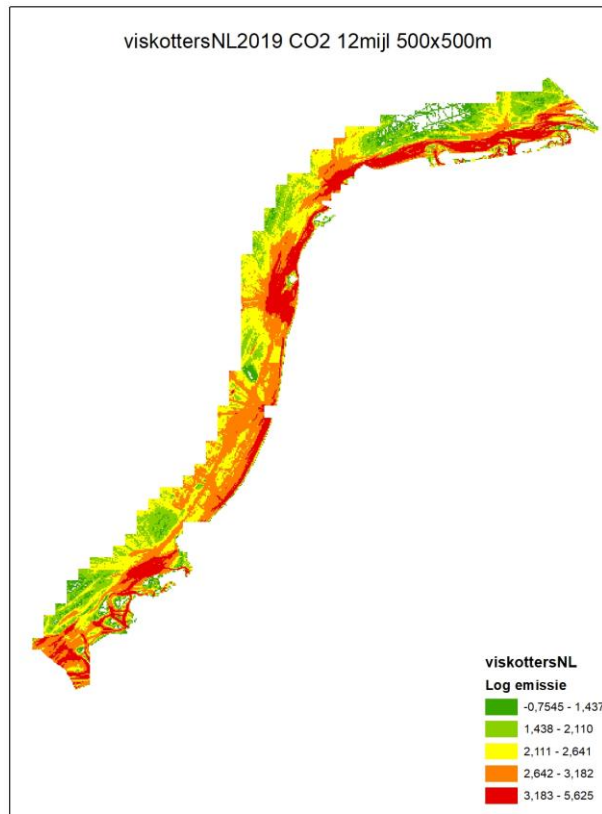 viskottersNL2019 CO2 12mijl 500x500m
viskottersNL
Log emissie
-0,7545 - 1,437
1,438 - 2,110
2,111 - 2,641
2,642 - 3,182
3,183 - 5,625